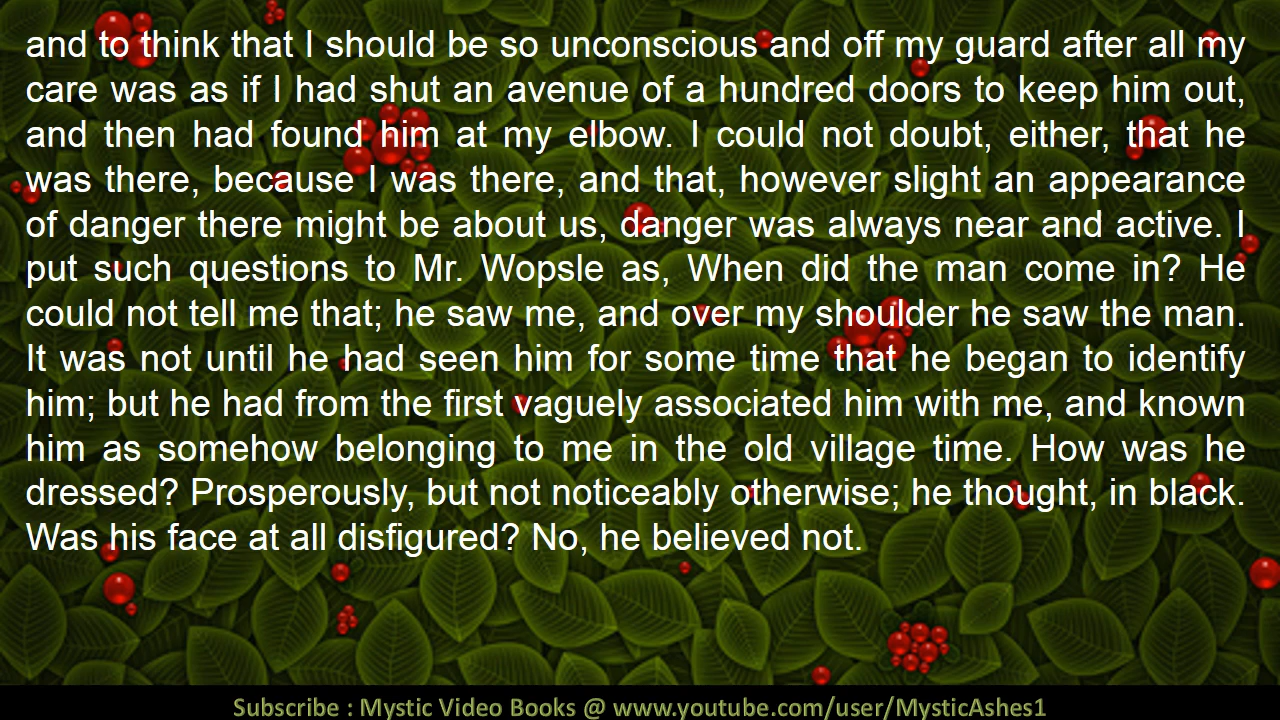 and to think that I should be so unconscious and off my guard after all my
care was as if I had shut an avenue of a hundred doors to keep him out,
and then had found him at my elbow. I could not doubt, either, that he
was there, because I was there, and that, however slight an appearance
of danger there might be about us, danger was always near and active. I
put such questions to Mr. Wopsle as, When did the man come in? He
could not tell me that; he saw me, and over my shoulder he saw the man.
It was not until he had seen him for some time that he began to identify
him; but he had from the first vaguely associated him with me, and known
him as somehow belonging to me in the old village time. How was he
dressed? Prosperously, but not noticeably otherwise; he thought, in black.
Was his face at all disfigured? No, he believed not.
Subscribe : Mystic Video Books @ www.youtube.com/user/MysticAshes1